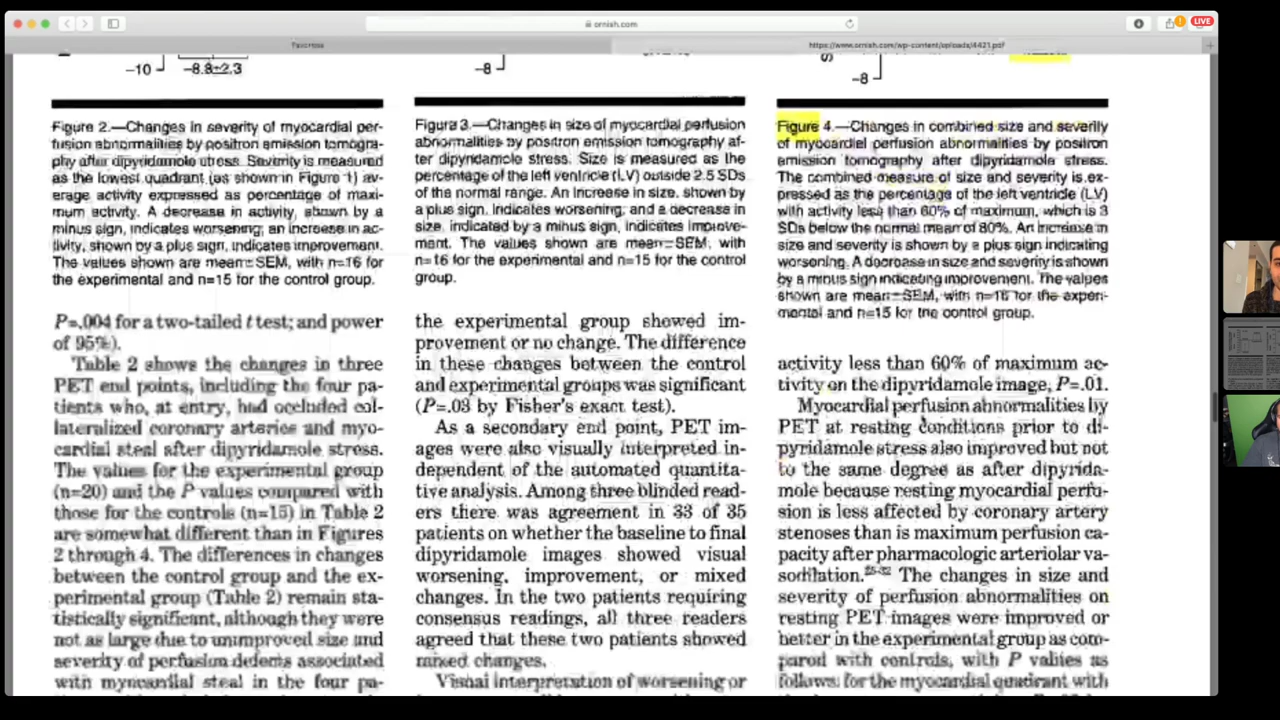 ornish.com
LIVE
Favorites
https://www.ornish.com/wp-content/uploads/4421.pdf
-10
-8.8±2.3
-8
-8
Figure 2.—Changes in severity of myocardial per-
fusion abnormalities by positron emission tomogra-
phy after dipyridamole stress. Severity is measured
as the lowest quadrant (as shown in Figure 1) av-
erage activity expressed as percentage of maxi-
mum activity. A decrease in activity, shown by a
minus sign, indicates worsening; an increase in ac-
tivity, shown by a plus sign, indicates improvement.
The values shown are mean±SEM, with n=16 for
the experimental and n=15 for the control group.
P=.004 for a two-tailed t test; and power
of 95%).
Table 2 shows the changes in three
PET end points, including the four pa-
tients who, at entry, had occluded col-
lateralized coronary arteries and myo-
cardial steal after dipyridamole stress.
The values for the experimental group
(n=20) and the P values compared with
those for the controls (n=15) in Table 2
are somewhat different than in Figures
2 through 4. The differences in changes
between the control group and the ex-
perimental group (Table 2) remain sta-
tistically significant, although they were
not as large due to unimproved size and
severity of perfusion defects associated
with myocardial steal in the four pa-
Figure 3.—Changes in size of myocardial perfusion
abnormalities by positron emission tomography af-
ter dipyridamole stress. Size is measured as the
percentage of the left ventricle (LV) outside 2.5 SDs
of the normal range. An increase in size, shown by
a plus sign, indicates worsening; and a decrease in
size, indicated by a minus sign, indicates improve-
ment. The values shown are mean±SEM, with
n=16 for the experimental and n=15 for the control
group.
the experimental group showed im-
provement or no change. The difference
in these changes between the control
and experimental groups was significant
(P=.03 by Fisher's exact test).
As a secondary end point, PET im-
ages were also visually interpreted in-
dependent of the automated quantita-
tive analysis. Among three blinded read-
ers there was agreement in 33 of 35
patients on whether the baseline to final
dipyridamole images showed visual
worsening, improvement, or mixed
changes. In the two patients requiring
consensus readings, all three readers
agreed that these two patients showed
mixed changes.
Visual interpretation of worsening or
Figure 4.—Changes in combined size and severity
of myocardial perfusion abnormalities by positron
emission tomography after dipyridamole stress.
The combined measure of size and severity is ex-
pressed as the percentage of the left ventricle (LV)
with activity less than 60% of maximum, which is 3
SDs below the normal mean of 80%. An increase in
size and severity is shown by a plus sign indicating
worsening. A decrease in size and severity is shown
by a minus sign indicating improvement. The values
shown are mean±SEM, with n=16 for the experi-
mental and n=15 for the control group.
activity less than 60% of maximum ac-
tivity on the dipyridamole image, P=.01.
Myocardial perfusion abnormalities by
PET at resting conditions prior to di-
pyridamole stress also improved but not
to the same degree as after dipyrida-
mole because resting myocardial perfu-
sion is less affected by coronary artery
stenoses than is maximum perfusion ca-
pacity after pharmacologic arteriolar va-
sodilation. The changes in size and
severity of perfusion abnormalities on
resting PET images were improved or
better in the experimental group as com-
pared with controls, with P values as
follows: for the myocardial quadrant with